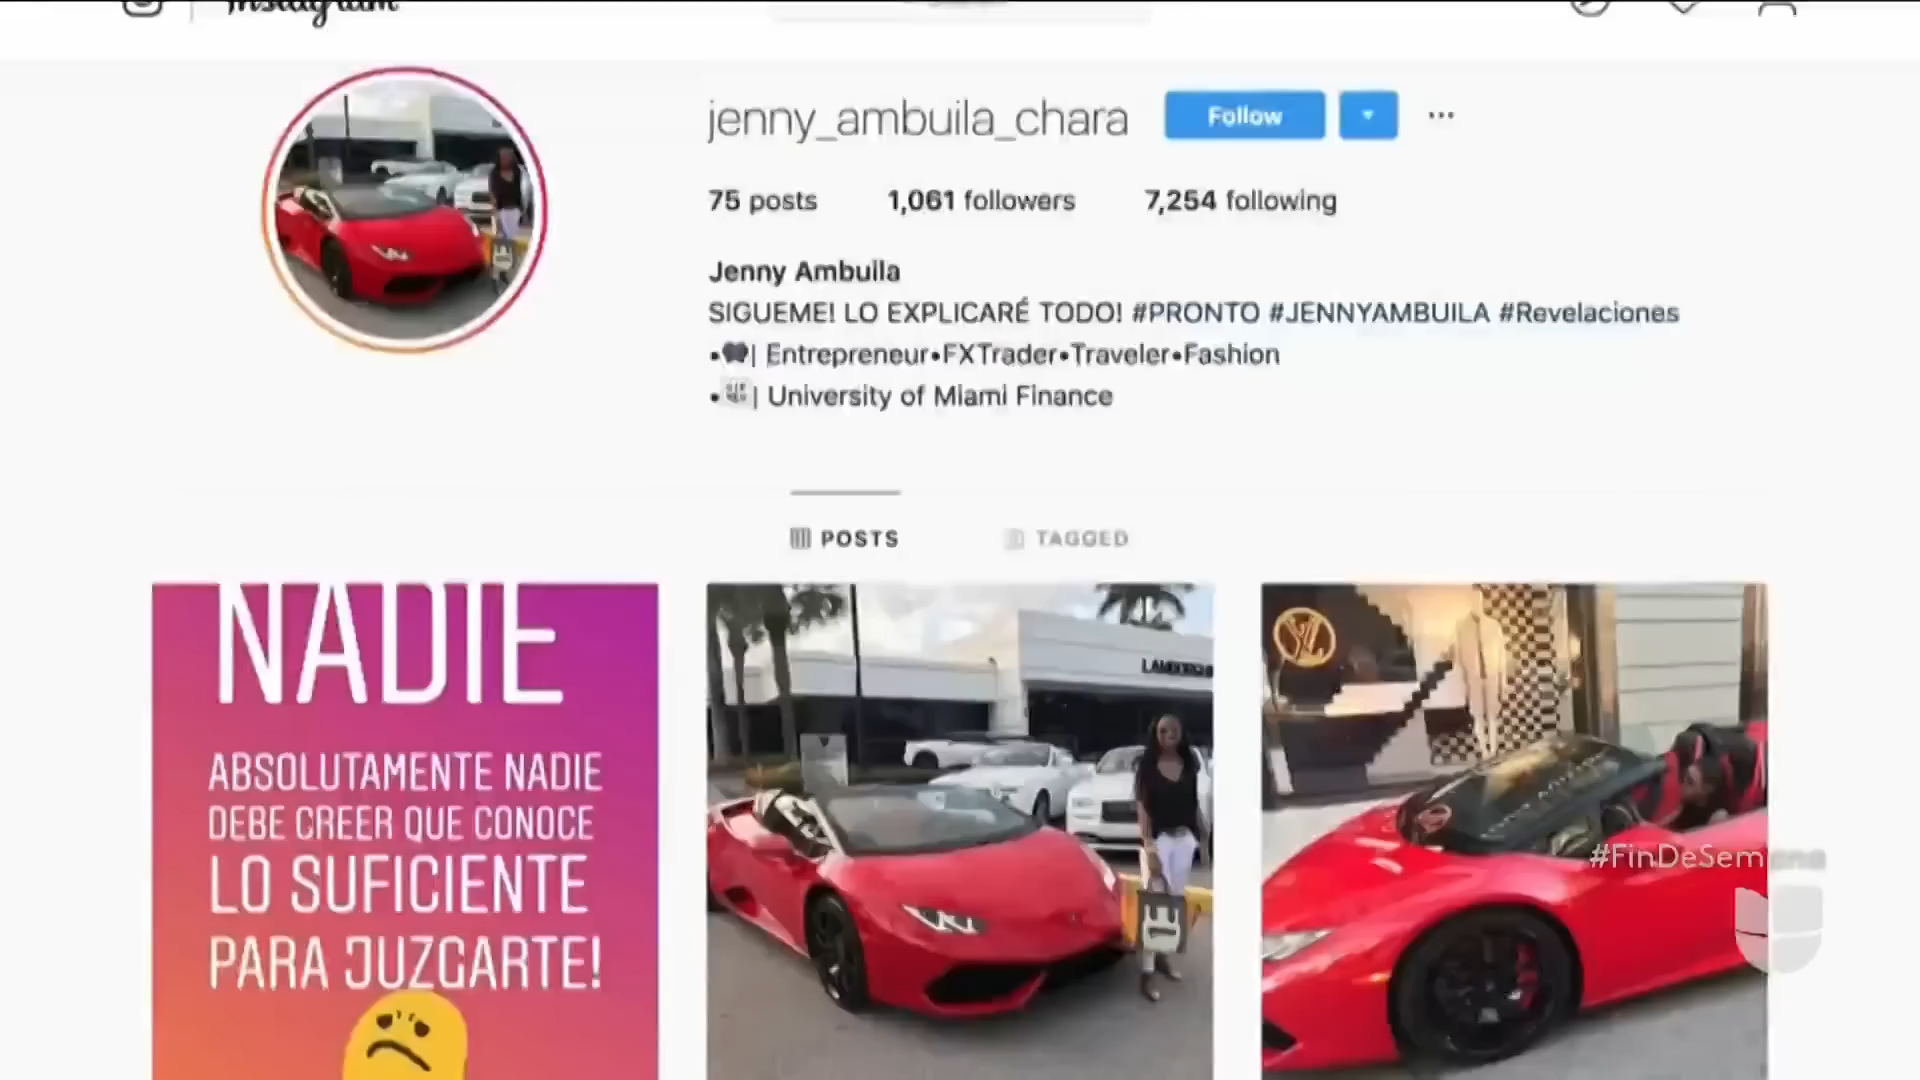 Instagram
jenny_ambuila_chara
Follow
75 posts 1,061 followers 7,254 following
Jenny Ambuila
SIGUEME! LO EXPLICARÉ TODO! #PRONTO #JENNYAMBUILA #Revelaciones
•| Entrepreneur•FXTrader•Traveler•Fashion
•| University of Miami Finance
POSTS
TAGGED
NADIE
ABSOLUTAMENTE NADIE
DEBE CREER QUE CONOCE
LO SUFICIENTE
PARA JUZGARTE!
#FinDeSemana